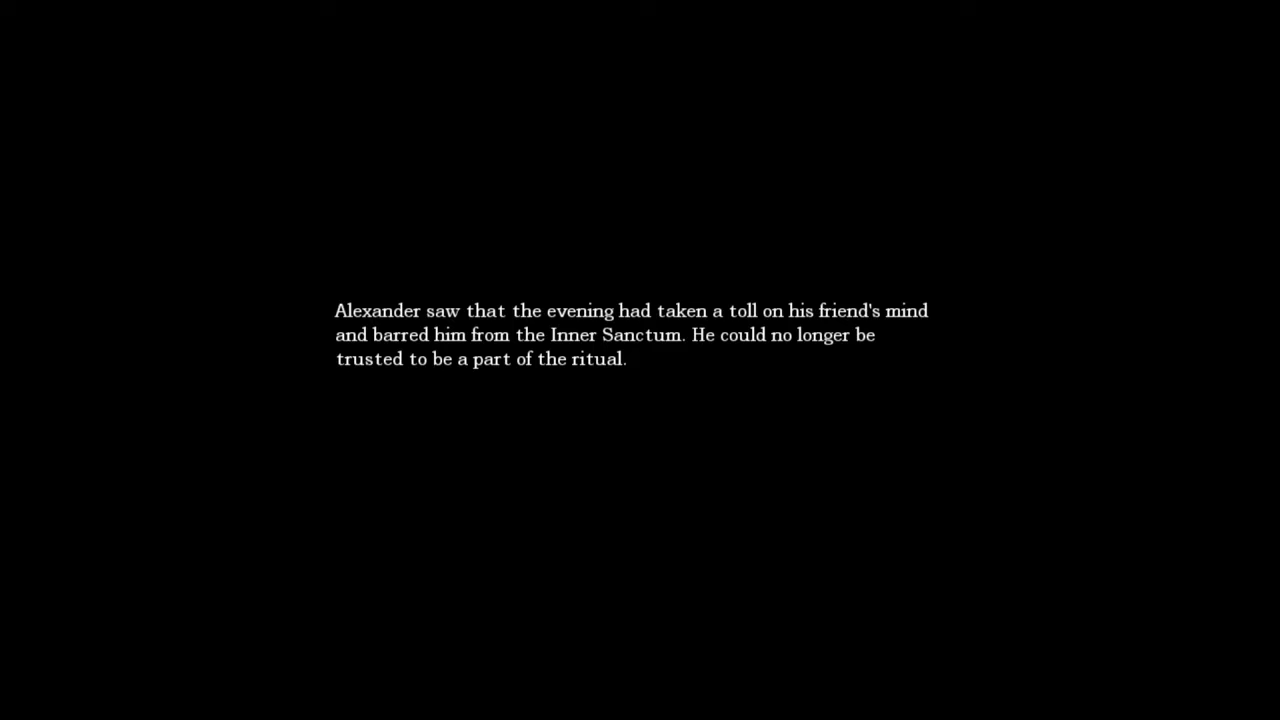 Alexander saw that the evening had taken a toll on his friend's mind
and barred him from the Inner Sanctum. He could no longer be
trusted to be a part of the ritual.